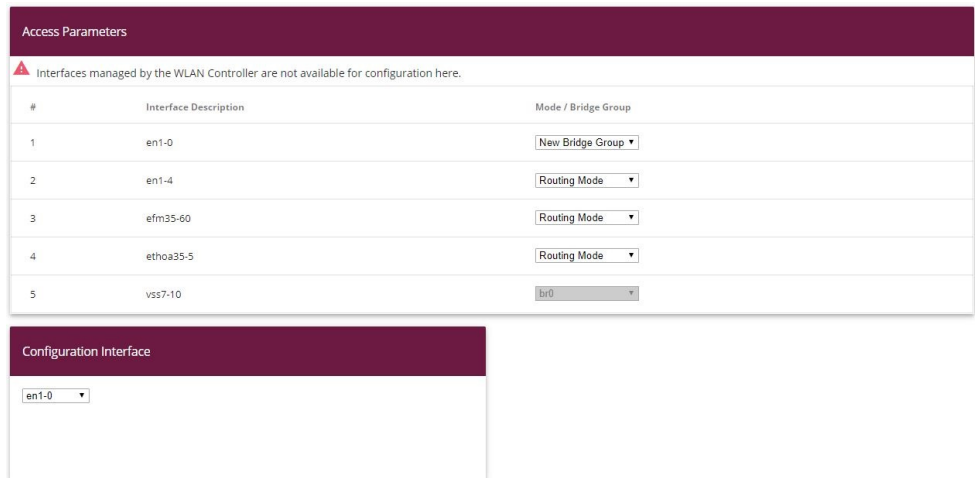 Access Parameters
Interfaces managed by the WLAN Controller are not available for configuration here.
# Interface Description Mode / Bridge Group
1 en1-0 New Bridge Group
2 en1-4 Routing Mode
3 efm35-60 Routing Mode
4 ethoa35-5 Routing Mode
5 vss7-10 br0
Configuration Interface
en1-0